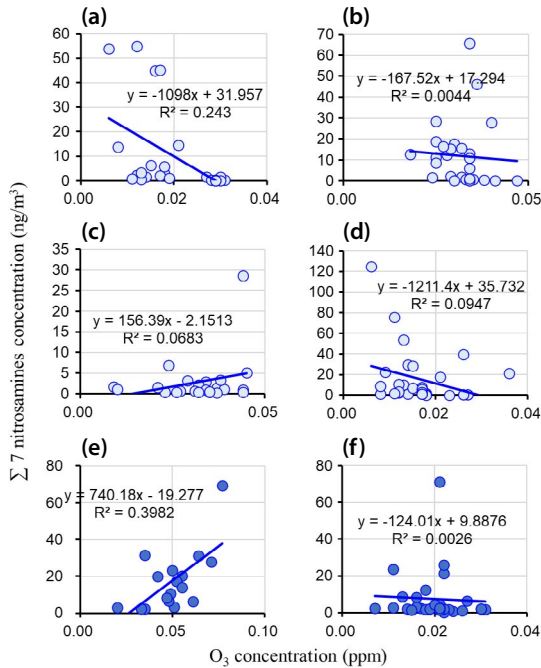 (a)
60
50
40
30
20
10
0
0.00
0.02
0.04
y = -1098x + 31.957
R² = 0.243
(b)
70
60
50
40
30
20
10
0
0.00
0.05
y = -167.52x + 17.294
R² = 0.0044
(c)
35
30
25
20
15
10
5
0
0.00
0.05
y = 156.39x - 2.1513
R² = 0.0683
(d)
140
120
100
80
60
40
20
0
0.00
0.02
0.04
y = -1211.4x + 35.732
R² = 0.0947
(e)
80
60
40
20
0
0.00
0.05
0.10
y = 740.18x - 19.277
R² = 0.3982
(f)
80
60
40
20
0
0.00
0.02
0.04
y = -124.01x + 9.8876
R² = 0.0026
∑ 7 nitrosamines concentration (ng/m³)
O₃ concentration (ppm)